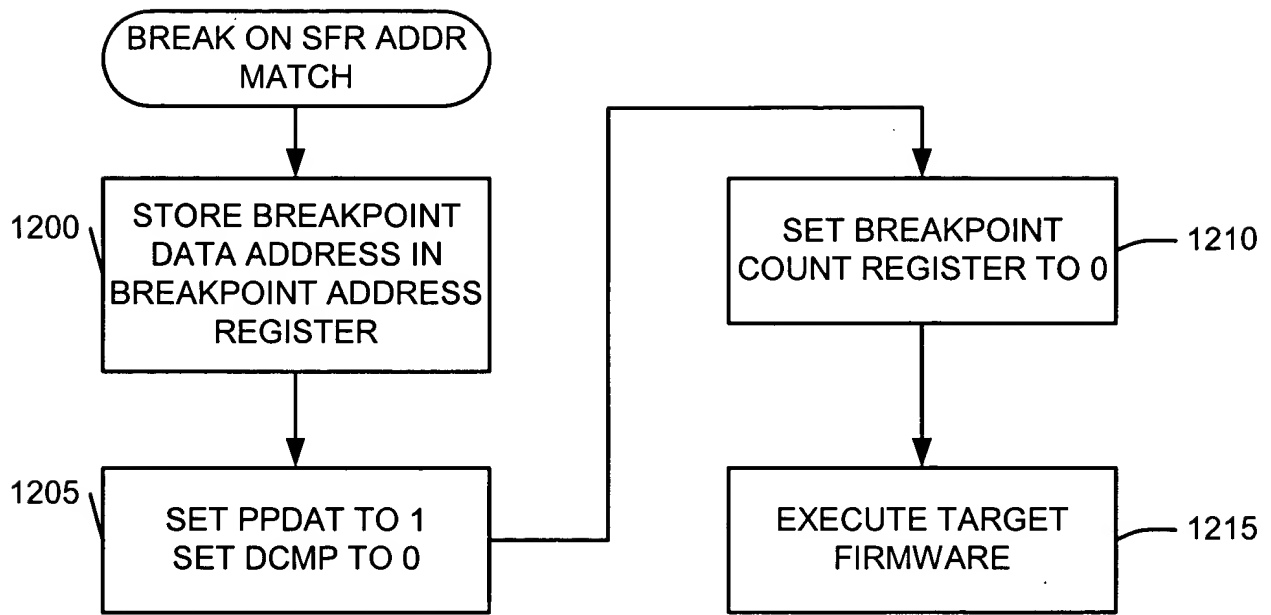 BREAK ON SFR ADDR
MATCH
1200
STORE BREAKPOINT
DATA ADDRESS IN
BREAKPOINT ADDRESS
REGISTER
1205
SET PPDAT TO 1
SET DCMP TO 0
SET BREAKPOINT
COUNT REGISTER TO 0
1210
EXECUTE TARGET
FIRMWARE
1215